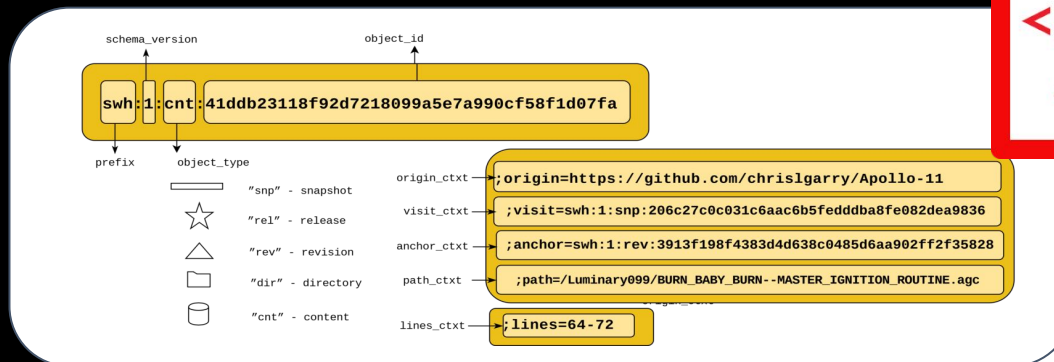 schema_version object_id
swh:1:cnt:41ddb23118f92d7218099a5e7a990cf58f1d07fa
prefix object_type
"snp" - snapshot
"rel" - release
"rev" - revision
"dir" - directory
"cnt" - content
origin_ctxt ;origin=https://github.com/chrislgarry/Apollo-11
visit_ctxt ;visit=swh:1:snp:206c27c0c031c6aac6b5fedddba8fe082dea9836
anchor_ctxt ;anchor=swh:1:rev:3913f198f4383d4d638c0485d6aa902ff2f35828
path_ctxt ;path=/Luminary099/BURN_BABY_BURN--MASTER_IGNITION_ROUTINE.agc
lines_ctxt ;lines=64-72